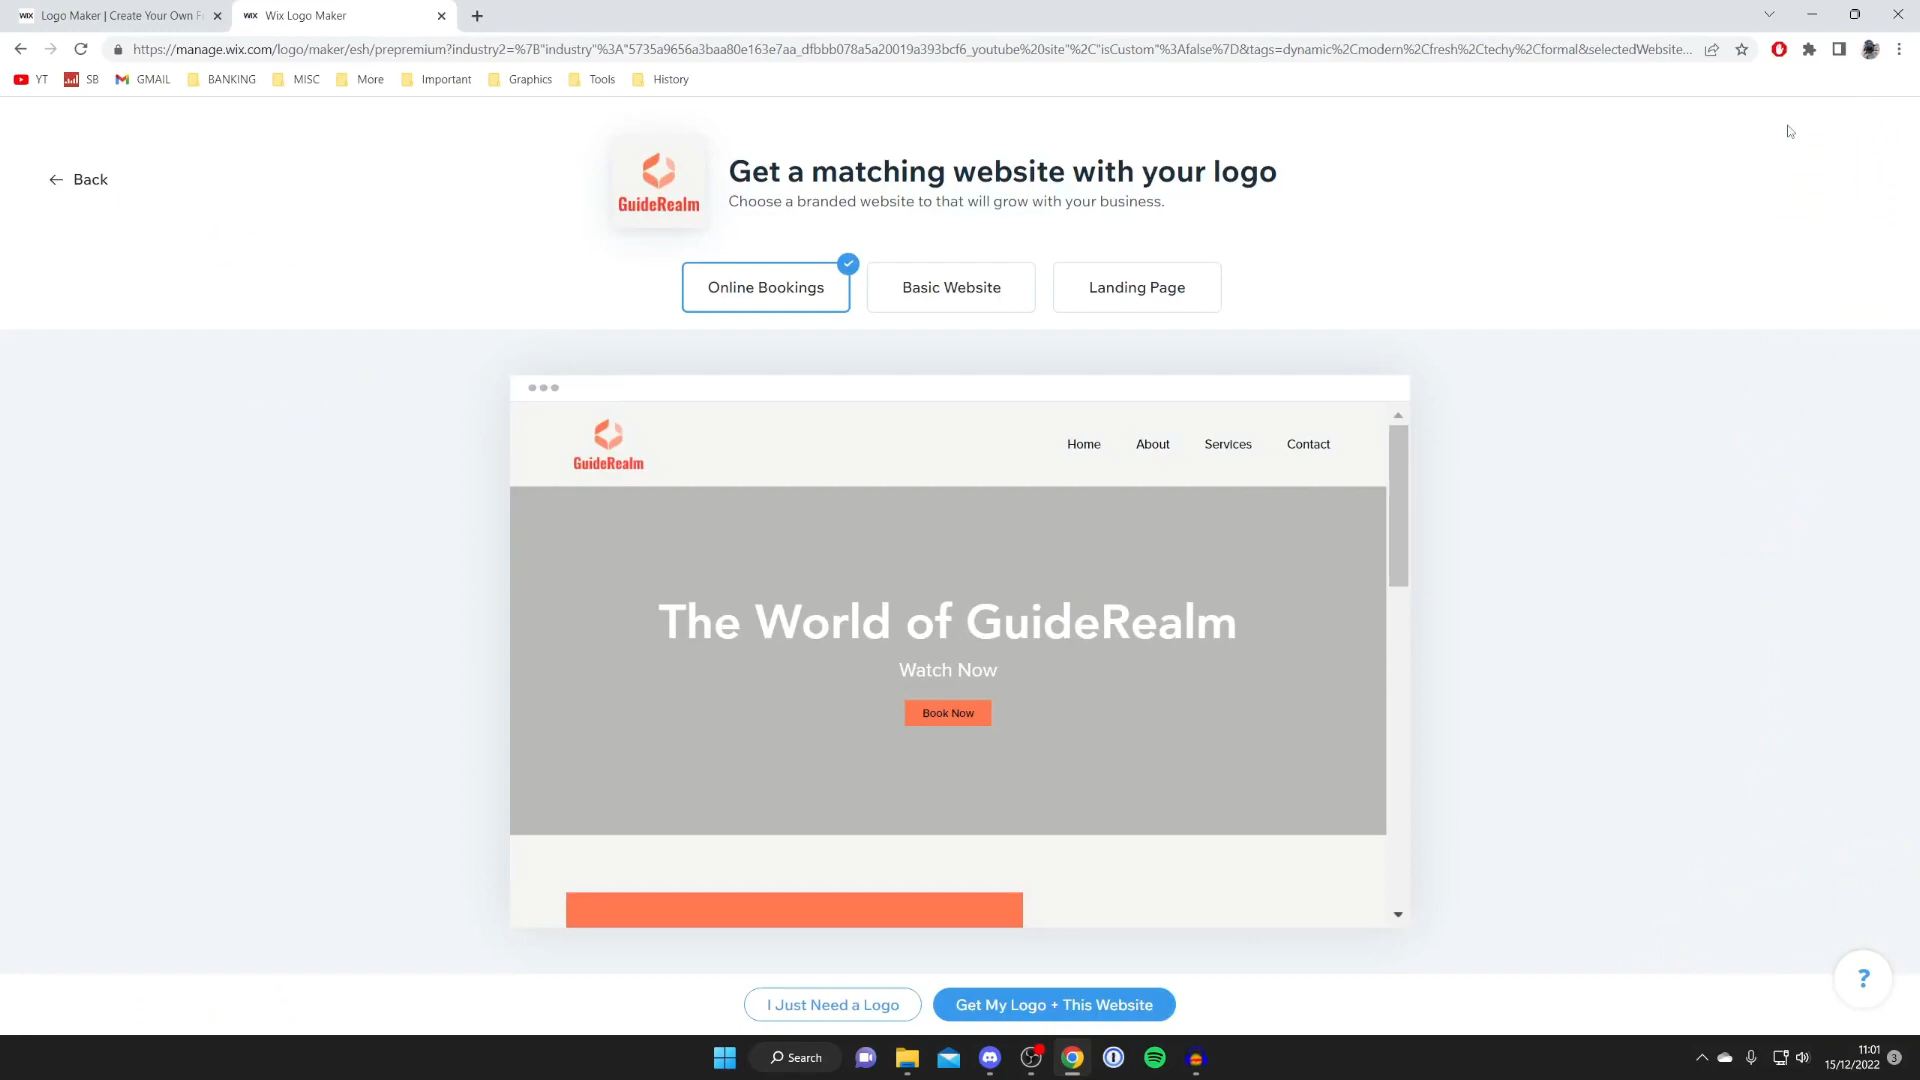 WIX Logo Maker | Create Your Own F
WIX Wix Logo Maker
https://manage.wix.com/logo/maker/esh/prepremium?industry2=%7B"industry"%3A"5735a9656a3baa80e163e7aa_dfbbb078a5a20019a393bcf6_youtube%20site"%2C"isCustom"%3Afalse%7D&tags=dynamic%2Cmodern%2Cfresh%2Ctechy%2Cformal&selectedWebsite...
YT SB GMAIL BANKING MISC More Important Graphics Tools History
Back
GuideRealm
Get a matching website with your logo
Choose a branded website to that will grow with your business.
Online Bookings Basic Website Landing Page
GuideRealm
Home About Services Contact
The World of GuideRealm
Watch Now
Book Now
?
I Just Need a Logo Get My Logo + This Website
Search
11:01
15/12/2022
3